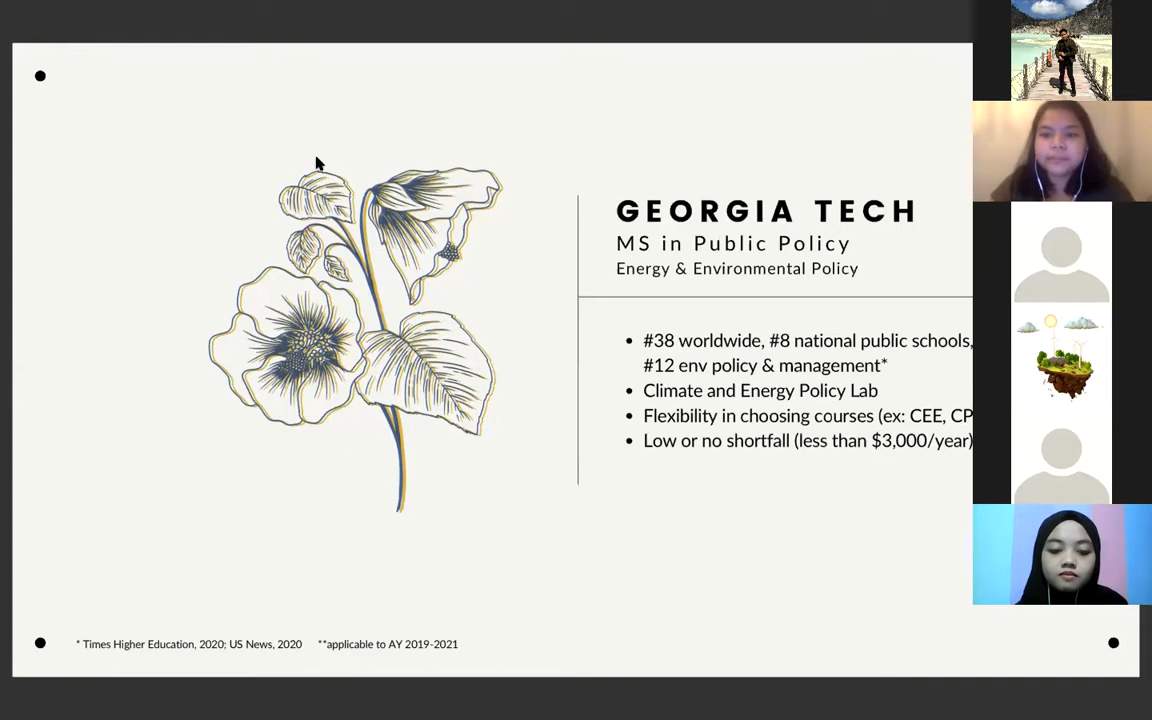 GEORGIA TECH
MS in Public Policy
Energy & Environmental Policy
• #38 worldwide, #8 national public schools,
#12 env policy & management*
• Climate and Energy Policy Lab
• Flexibility in choosing courses (ex: CEE, CP
• Low or no shortfall (less than $3,000/year)
* Times Higher Education, 2020; US News, 2020 **applicable to AY 2019-2021